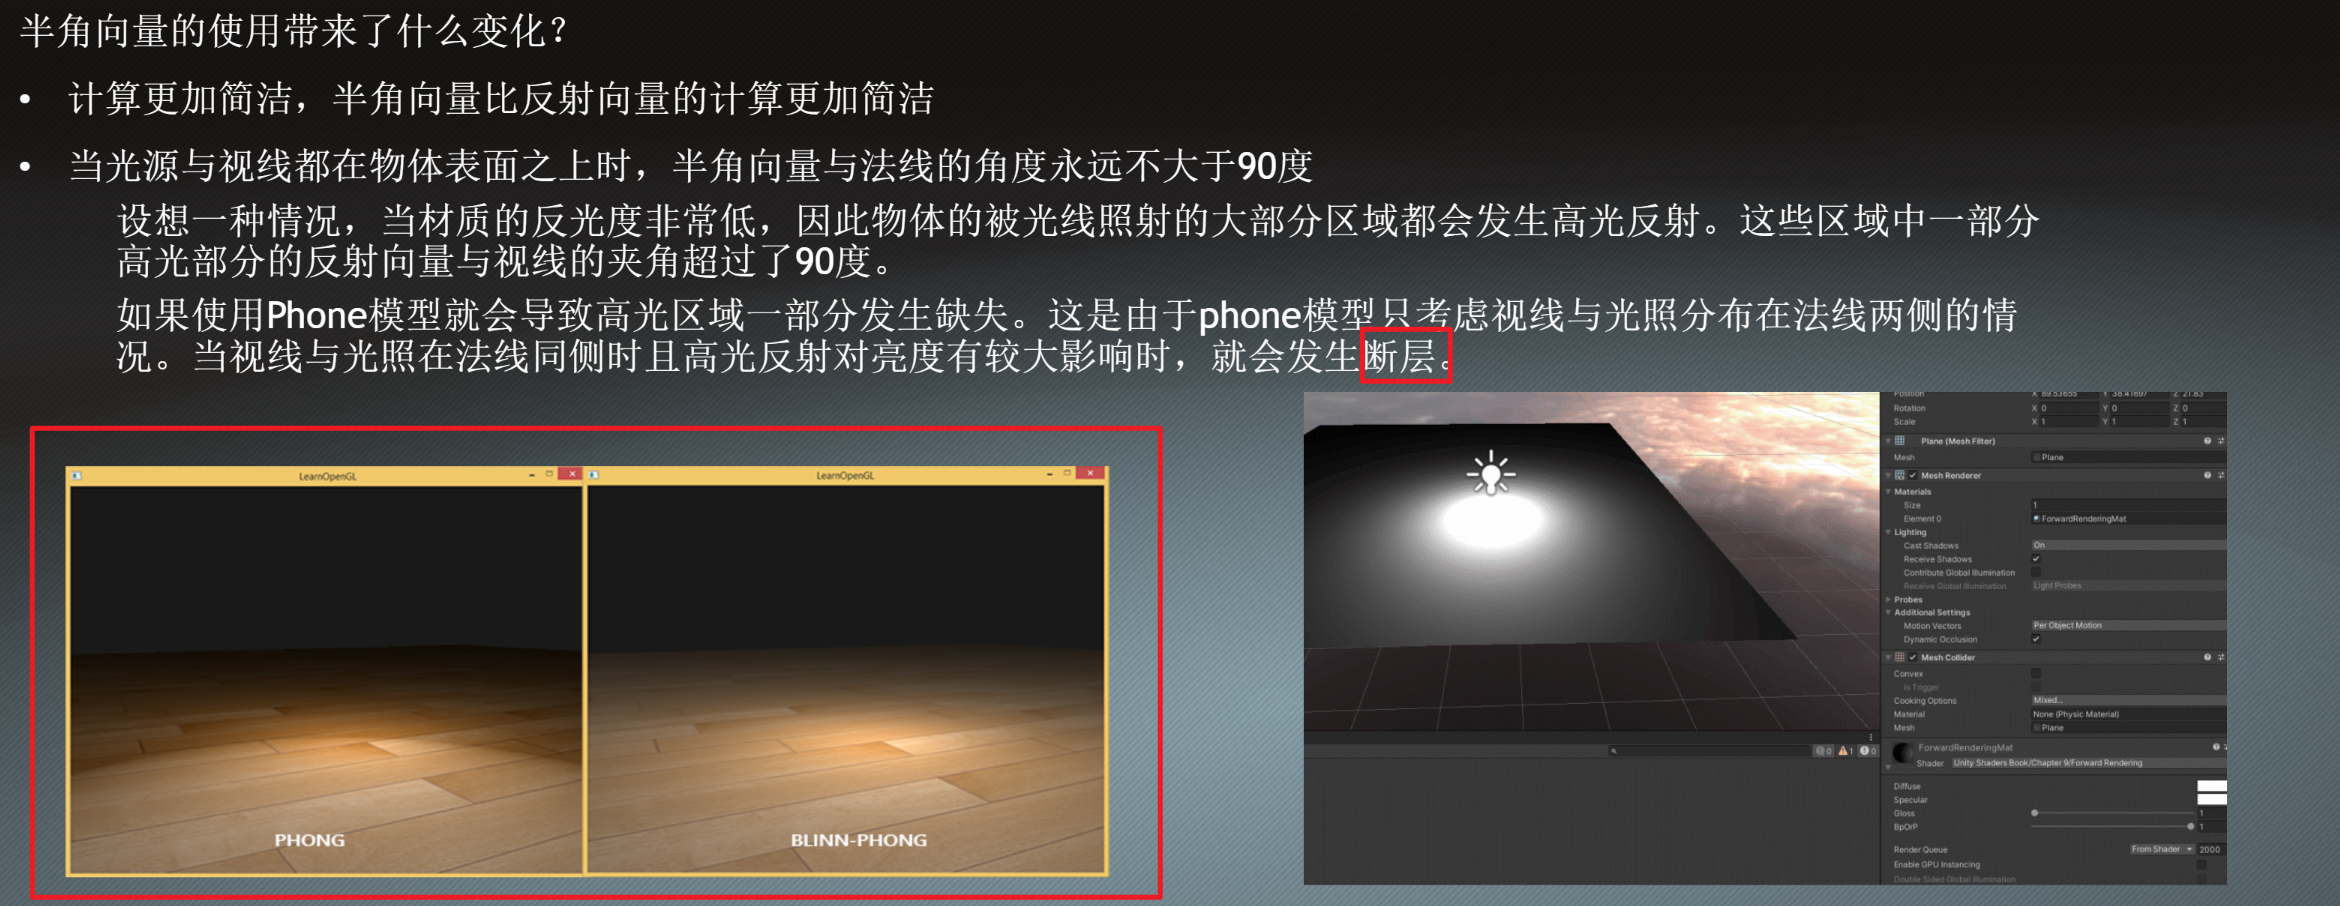 半角向量的使用带来了什么变化？
• 计算更加简洁，半角向量比反射向量的计算更加简洁
• 当光源与视线都在物体表面之上时，半角向量与法线的角度永远不大于90度
设想一种情况，当材质的反光度非常低，因此物体的被光线照射的大部分区域都会发生高光反射。这些区域中一部分
高光部分的反射向量与视线的夹角超过了90度。
如果使用Phone模型就会导致高光区域一部分发生缺失。这是由于phone模型只考虑视线与光照分布在法线两侧的情
况。当视线与光照在法线同侧时且高光反射对亮度有较大影响时，就会发生断层。
LearnOpenGL
LearnOpenGL
PHONG
BLINN-PHONG
Position X 89.53655 Y 38.41697 Z 21.83
Rotation X 0 Y 0 Z 0
Scale X 1 Y 1 Z 1
Plane (Mesh Filter)
Mesh Plane
Mesh Renderer
Materials
Size 1
Element 0 ForwardRenderingMat
Lighting
Cast Shadows On
Receive Shadows
Contribute Global Illumination
Receive Global Illumination Light Probes
Probes
Additional Settings
Motion Vectors Per Object Motion
Dynamic Occlusion
Mesh Collider
Convex
Is Trigger
Cooking Options Mixed...
Material None (Physic Material)
Mesh Plane
0 1 0
ForwardRenderingMat
Shader Unity Shaders Book/Chapter 9/Forward Rendering
Diffuse
Specular
Gloss 1
BpOrP 1
Render Queue From Shader 2000
Enable GPU Instancing
Double Sided Global Illumination